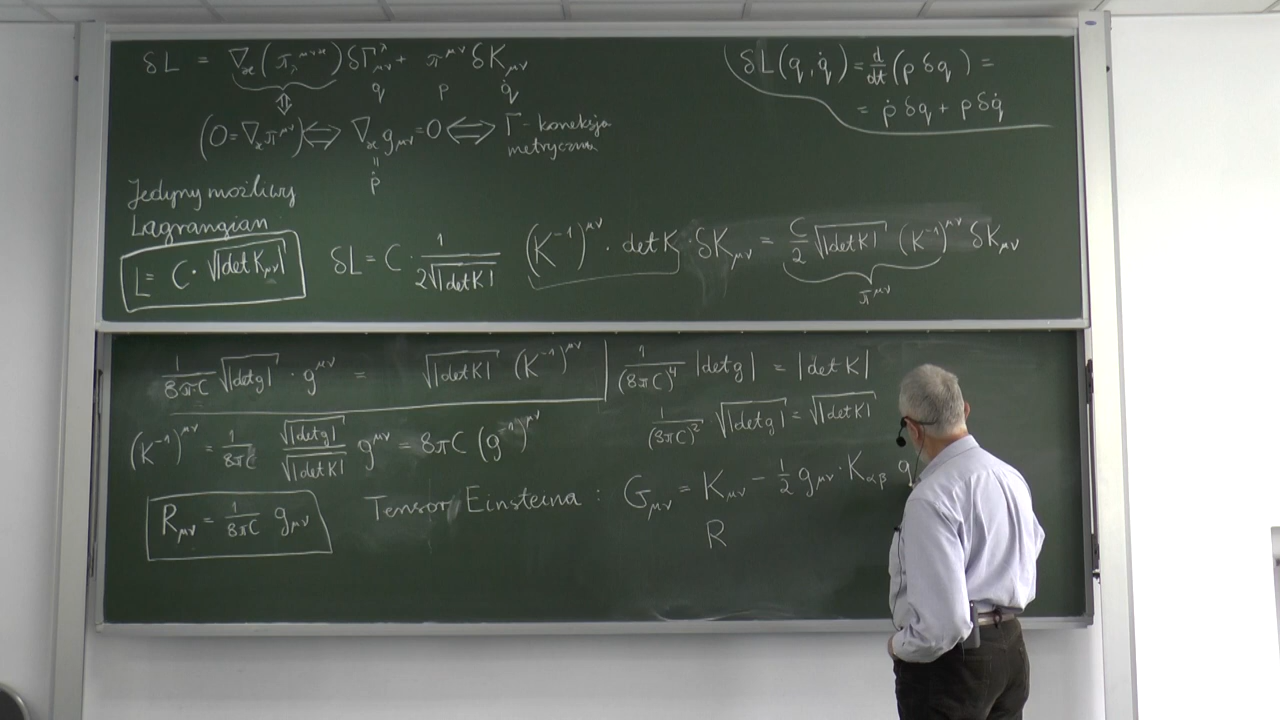 δL = ∇_ϰ(π_λ^{μνϰ}) δΓ^λ_{μν} + π^{μν} δK_{μν}
q p q̇
(0 = ∇_ϰ π^{μν}) ⟺ ∇_ϰ g_{μν} = 0 ⟺ Γ - koneksja
metryczna
=
ṗ
δL(q, q̇) = d/dt (p δq) =
= ṗ δq + p δq̇
Jedyny możliwy
Lagrangian
L = C · √|det K_{μν}|
δL = C · 1/(2√|det K|) (K^{-1})^{μν} · det K · δK_{μν} = C/2 √|det K| (K^{-1})^{μν} δK_{μν}
π^{μν}
1/(8πC) √|det g| · g^{μν} = √|det K| (K^{-1})^{μν}
1/(8πC)^4 |det g| = |det K|
1/(8πC)^2 · √|det g| = √|det K|
(K^{-1})^{μν} = 1/(8πC) √|det g|/√|det K| g^{μν} = 8πC (g^{-1})^{μν}
R_{μν} = 1/(8πC) g_{μν}
Tensor Einsteina : G_{μν} = K_{μν} - 1/2 g_{μν} · K_{αβ} g
R